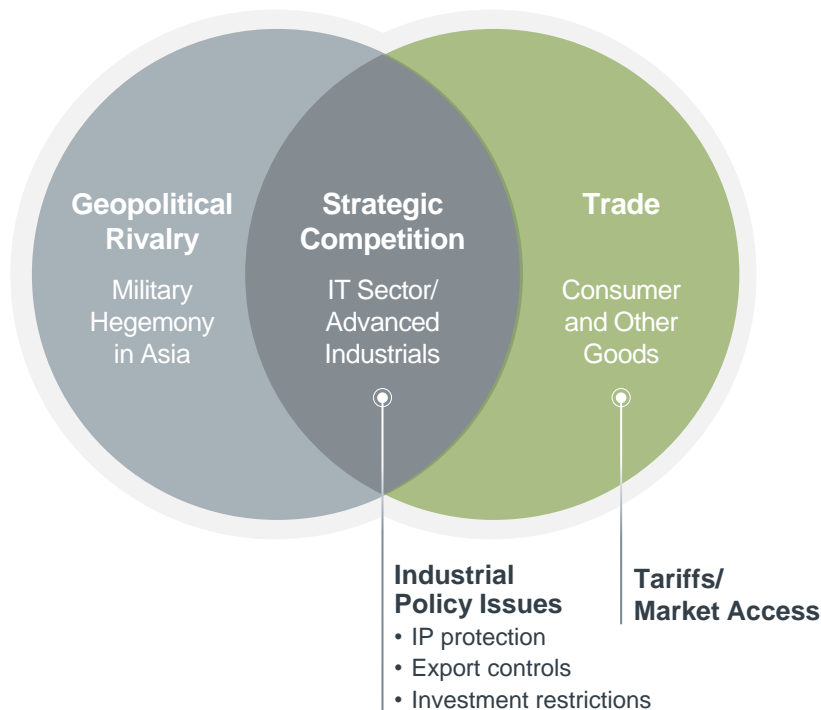 Geopolitical
Rivalry
Military
Hegemony
in Asia
Strategic
Competition
IT Sector/
Advanced
Industrials
Trade
Consumer
and Other
Goods
Industrial
Policy Issues
• IP protection
• Export controls
• Investment restrictions
Tariffs/
Market Access